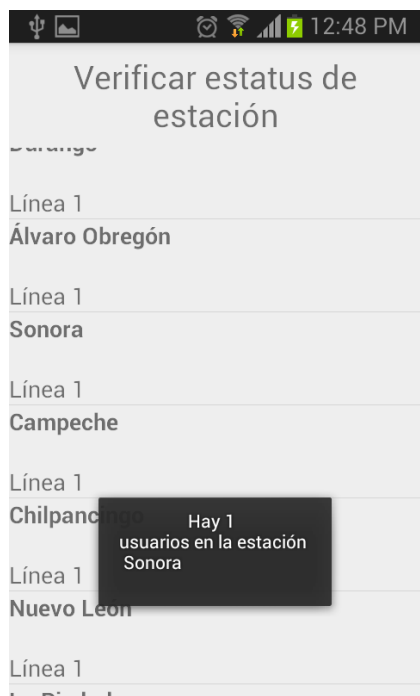 12:48 PM
Verificar estatus de
estación
Durango
Línea 1
Álvaro Obregón
Línea 1
Sonora
Línea 1
Campeche
Línea 1
Chilpancingo
Línea 1
Nuevo León
Línea 1
Hay 1
usuarios en la estación
Sonora